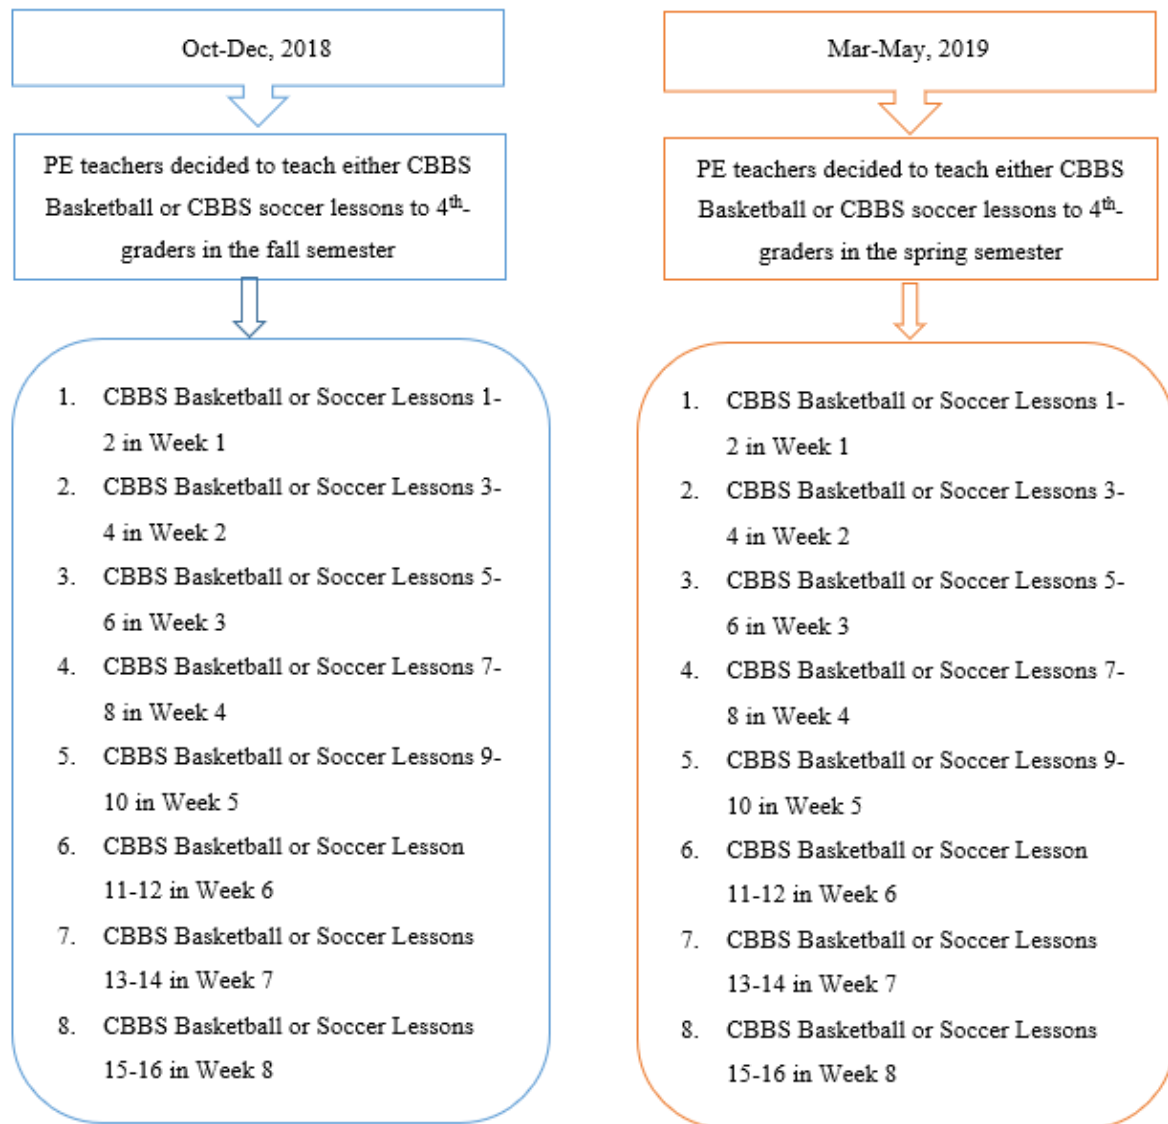 Oct-Dec, 2018
PE teachers decided to teach either CBBS
Basketball or CBBS soccer lessons to 4th-
graders in the fall semester
1. CBBS Basketball or Soccer Lessons 1-
2 in Week 1
2. CBBS Basketball or Soccer Lessons 3-
4 in Week 2
3. CBBS Basketball or Soccer Lessons 5-
6 in Week 3
4. CBBS Basketball or Soccer Lessons 7-
8 in Week 4
5. CBBS Basketball or Soccer Lessons 9-
10 in Week 5
6. CBBS Basketball or Soccer Lesson
11-12 in Week 6
7. CBBS Basketball or Soccer Lessons
13-14 in Week 7
8. CBBS Basketball or Soccer Lessons
15-16 in Week 8
Mar-May, 2019
PE teachers decided to teach either CBBS
Basketball or CBBS soccer lessons to 4th-
graders in the spring semester
1. CBBS Basketball or Soccer Lessons 1-
2 in Week 1
2. CBBS Basketball or Soccer Lessons 3-
4 in Week 2
3. CBBS Basketball or Soccer Lessons 5-
6 in Week 3
4. CBBS Basketball or Soccer Lessons 7-
8 in Week 4
5. CBBS Basketball or Soccer Lessons 9-
10 in Week 5
6. CBBS Basketball or Soccer Lesson
11-12 in Week 6
7. CBBS Basketball or Soccer Lessons
13-14 in Week 7
8. CBBS Basketball or Soccer Lessons
15-16 in Week 8